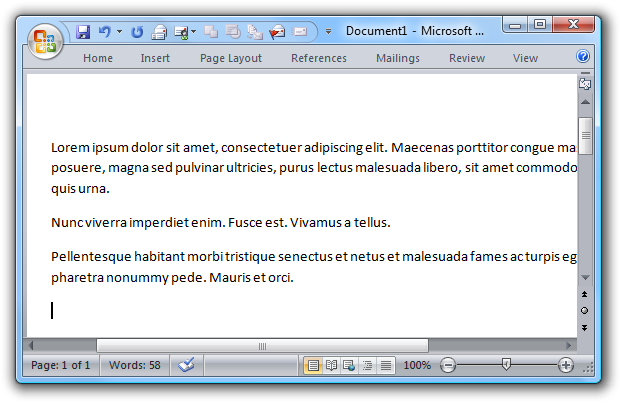 Document1 - Microsoft ...
Home Insert Page Layout References Mailings Review View
Lorem ipsum dolor sit amet, consectetuer adipiscing elit. Maecenas porttitor congue ma
posuere, magna sed pulvinar ultricies, purus lectus malesuada libero, sit amet commodo
quis urna.
Nunc viverra imperdiet enim. Fusce est. Vivamus a tellus.
Pellentesque habitant morbi tristique senectus et netus et malesuada fames ac turpis eg
pharetra nonummy pede. Mauris et orci.
Page: 1 of 1 Words: 58 100%